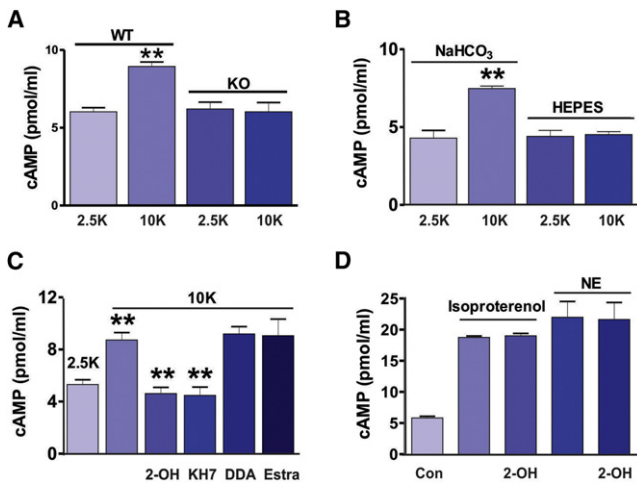 A
WT
**
KO
cAMP (pmol/ml)
10
5
0
2.5K 10K 2.5K 10K
B
NaHCO3
**
HEPES
cAMP (pmol/ml)
10
5
0
2.5K 10K 2.5K 10K
C
10K
**
2.5K
** **
cAMP (pmol/ml)
12
8
4
0
2-OH KH7 DDA Estra
D
NE
Isoproterenol
cAMP (pmol/ml)
25
20
15
10
5
0
Con 2-OH 2-OH